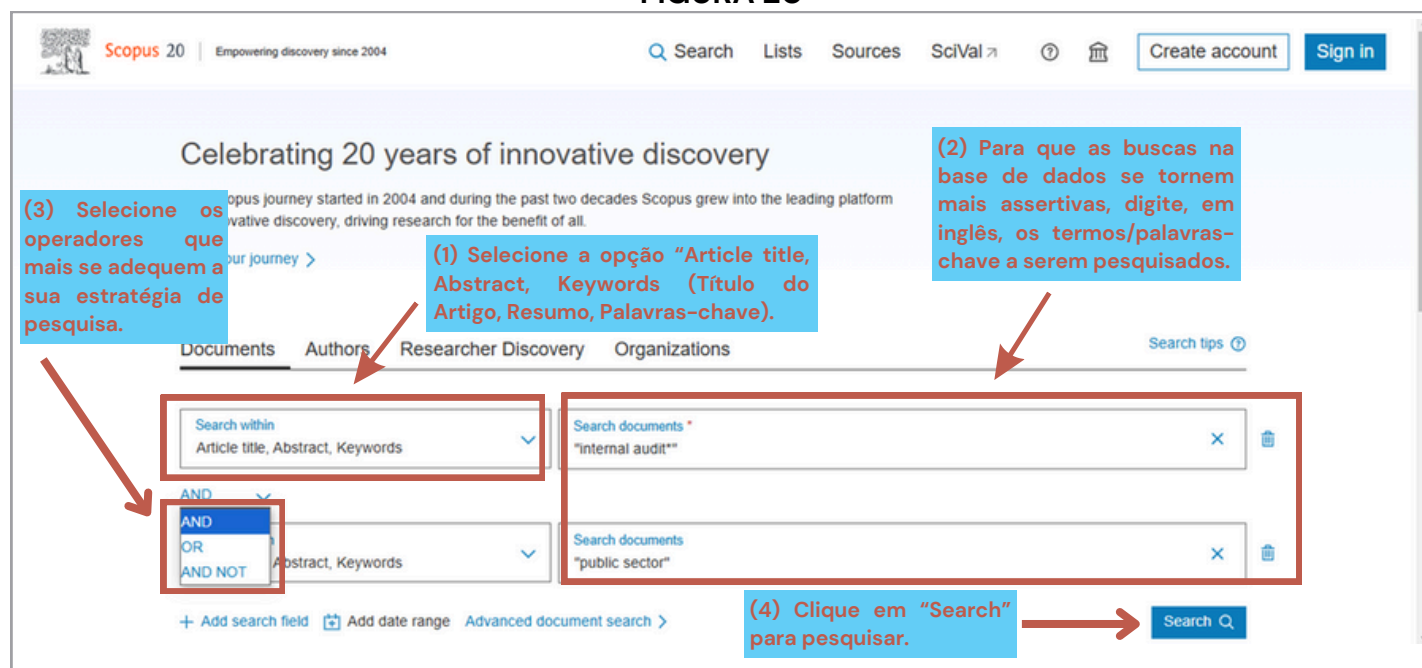 Scopus 20 Empowering discovery since 2004 Search Lists Sources SciVal Create account Sign in
Celebrating 20 years of innovative discovery
opus journey started in 2004 and during the past two decades Scopus grew into the leading platform
vative discovery, driving research for the benefit of all.
our journey
(3) Selecione os
operadores que
mais se adequem a
sua estratégia de
pesquisa.
(1) Selecione a opção “Article title,
Abstract, Keywords (Título do
Artigo, Resumo, Palavras-chave).
(2) Para que as buscas na
base de dados se tornem
mais assertivas, digite, em
inglês, os termos/palavras-
chave a serem pesquisados.
Documents Authors Researcher Discovery Organizations Search tips
Search within
Article title, Abstract, Keywords
Search documents *
"internal audit*"
AND
AND
OR
AND NOT
Abstract, Keywords
Search documents
"public sector"
+ Add search field Add date range Advanced document search
(4) Clique em “Search”
para pesquisar.
Search